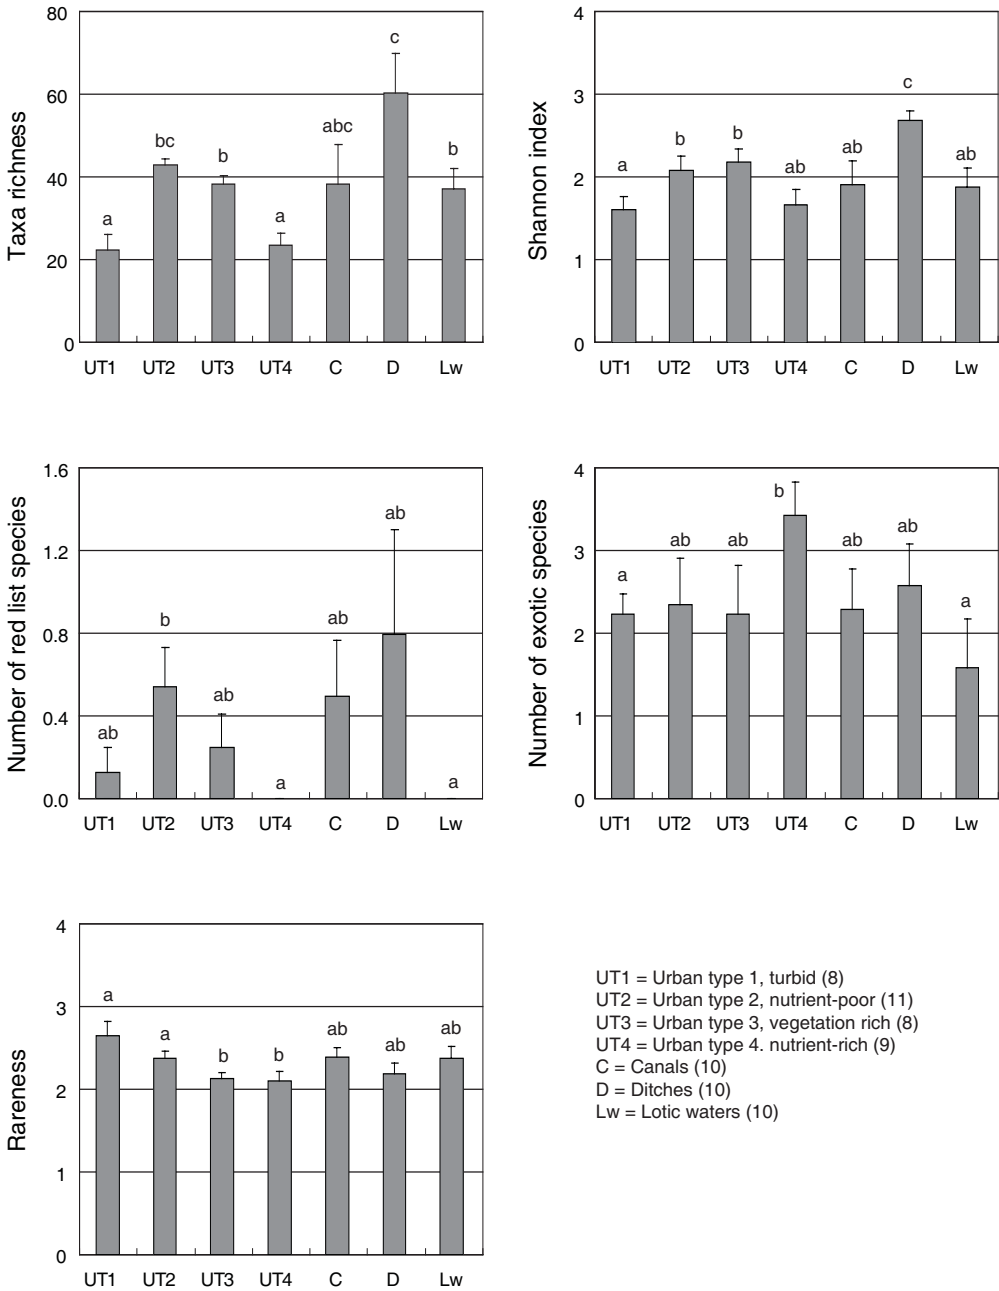 Taxa richness
80
60
40
20
0
a
bc
b
a
abc
c
b
UT1 UT2 UT3 UT4 C D Lw
Shannon index
4
3
2
1
0
a
b
b
ab
ab
c
ab
UT1 UT2 UT3 UT4 C D Lw
Number of red list species
1.6
1.2
0.8
0.4
0.0
ab
b
ab
a
ab
ab
a
UT1 UT2 UT3 UT4 C D Lw
Number of exotic species
4
3
2
1
0
a
ab
ab
b
ab
ab
a
UT1 UT2 UT3 UT4 C D Lw
Rareness
4
3
2
1
0
a
a
b
b
ab
ab
ab
UT1 UT2 UT3 UT4 C D Lw
UT1 = Urban type 1, turbid (8)
UT2 = Urban type 2, nutrient-poor (11)
UT3 = Urban type 3, vegetation rich (8)
UT4 = Urban type 4. nutrient-rich (9)
C = Canals (10)
D = Ditches (10)
Lw = Lotic waters (10)